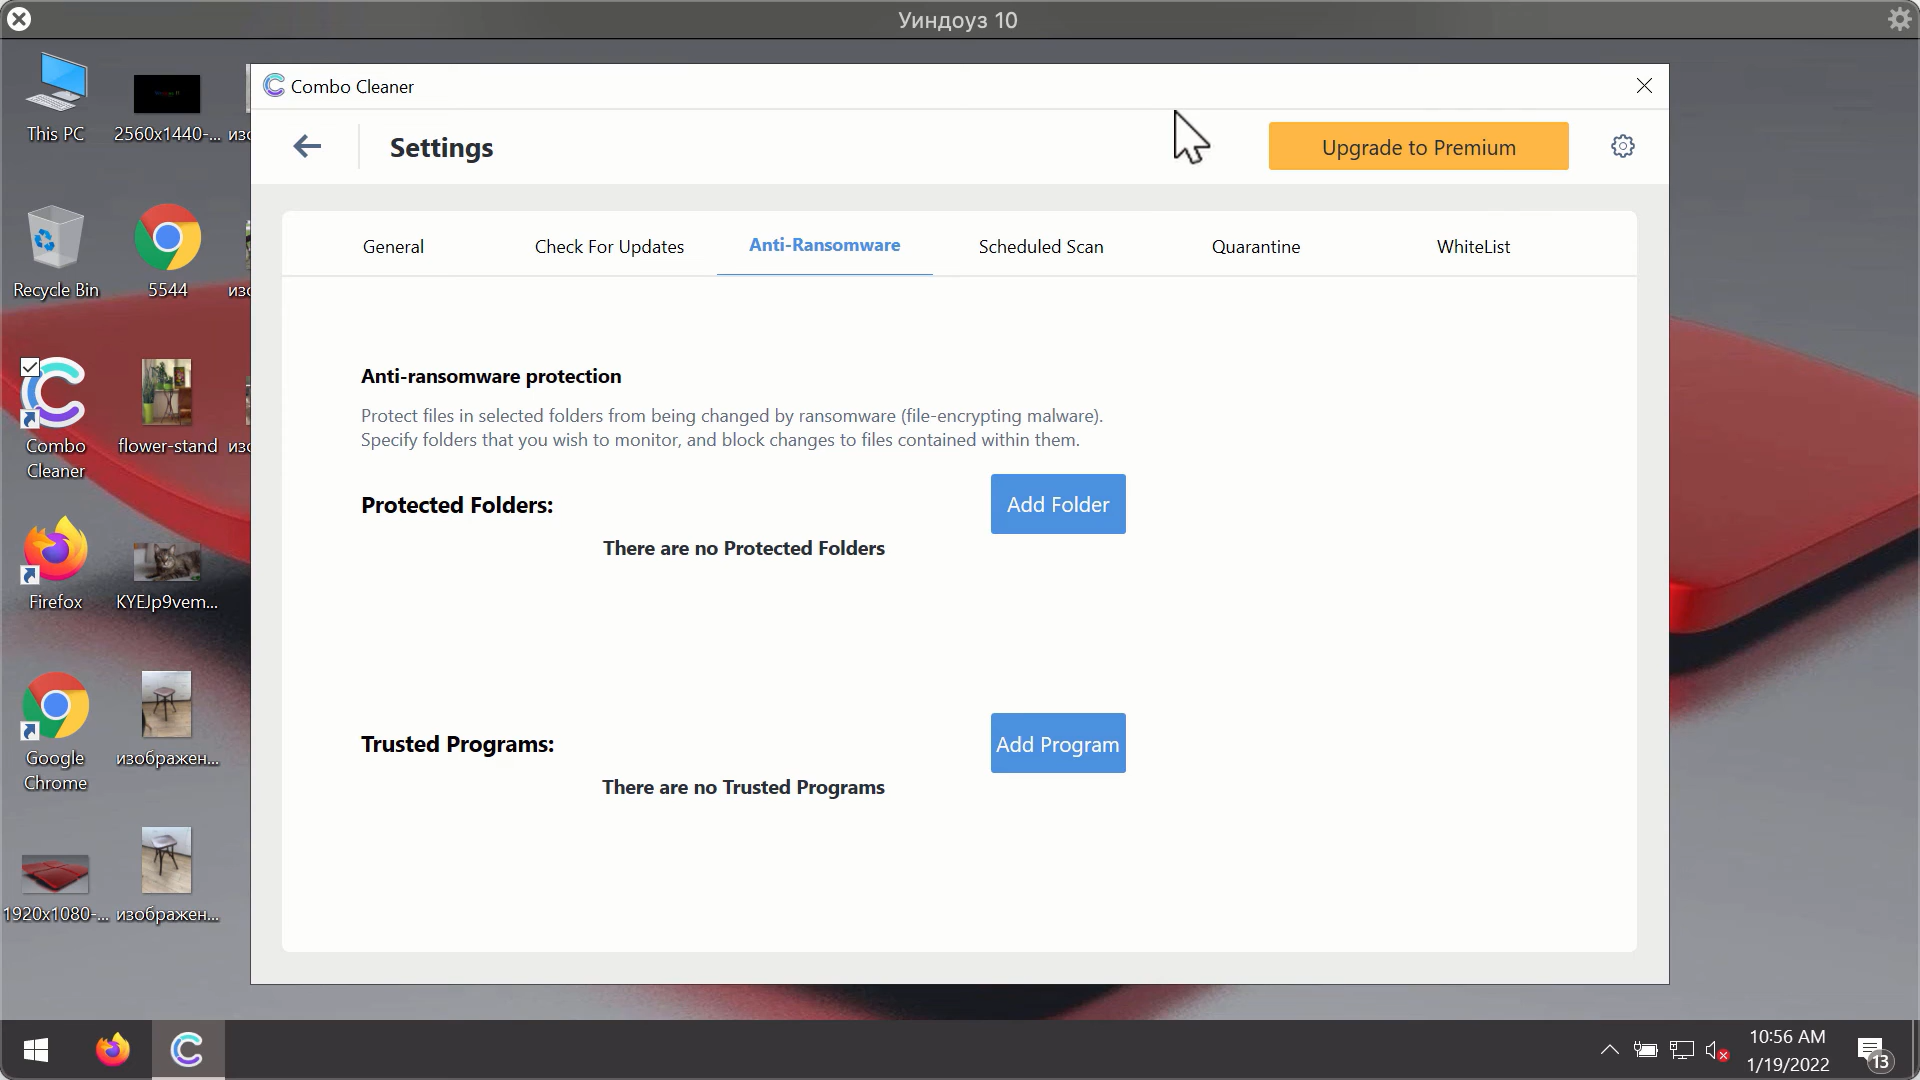 Уиндоуз 10
This PC
2560x1440-...
изо
Recycle Bin
5544
изо
Combo
Cleaner
flower-stand
изо
Firefox
KYEJp9vem...
Google
Chrome
изображен...
1920x1080-...
изображен...
Combo Cleaner
Settings
Upgrade to Premium
General
Check For Updates
Anti-Ransomware
Scheduled Scan
Quarantine
WhiteList
Anti-ransomware protection
Protect files in selected folders from being changed by ransomware (file-encrypting malware).
Specify folders that you wish to monitor, and block changes to files contained within them.
Protected Folders:
Add Folder
There are no Protected Folders
Trusted Programs:
Add Program
There are no Trusted Programs
10:56 AM
1/19/2022
13